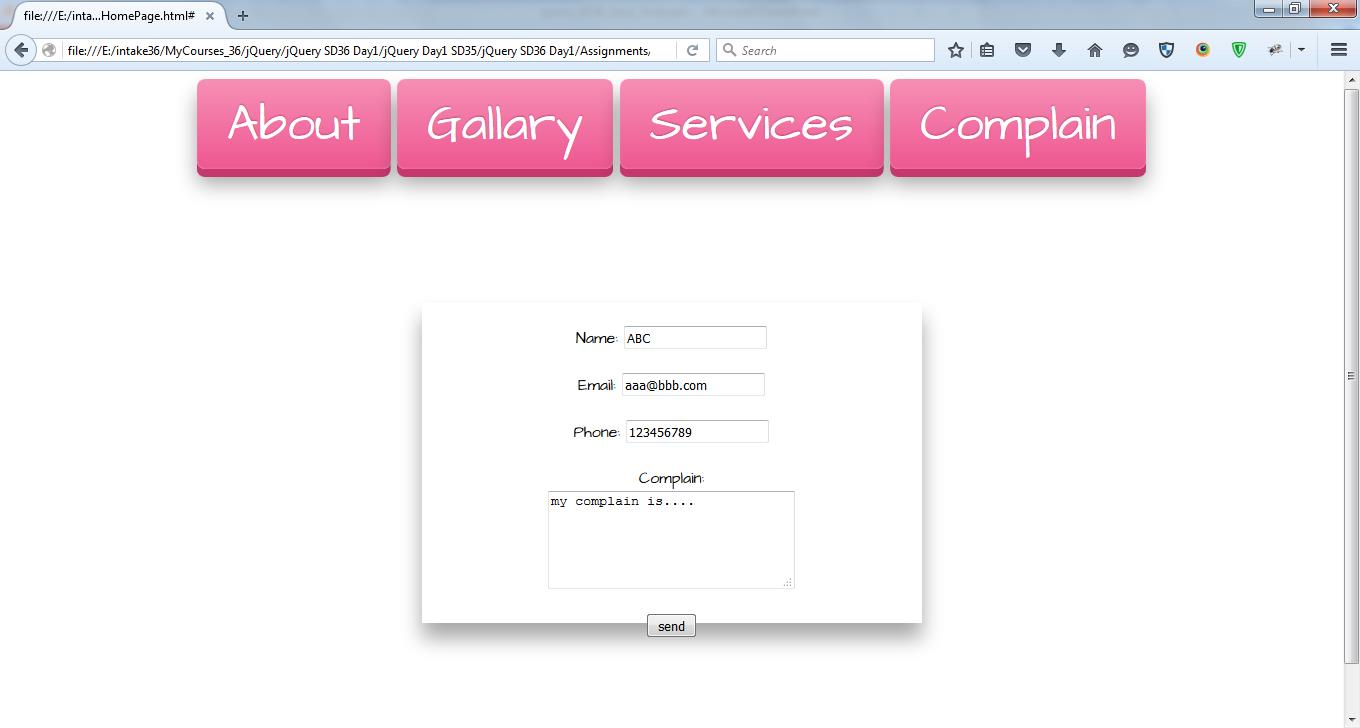 file:///E:/inta...HomePage.html#
file:///E:/intake36/MyCourses_36/jQuery/jQuery SD36 Day1/jQuery Day1 SD35/jQuery SD36 Day1/Assignments/
Search
About Gallary Services Complain
Name: ABC
Email: aaa@bbb.com
Phone: 123456789
Complain:
my complain is....
send